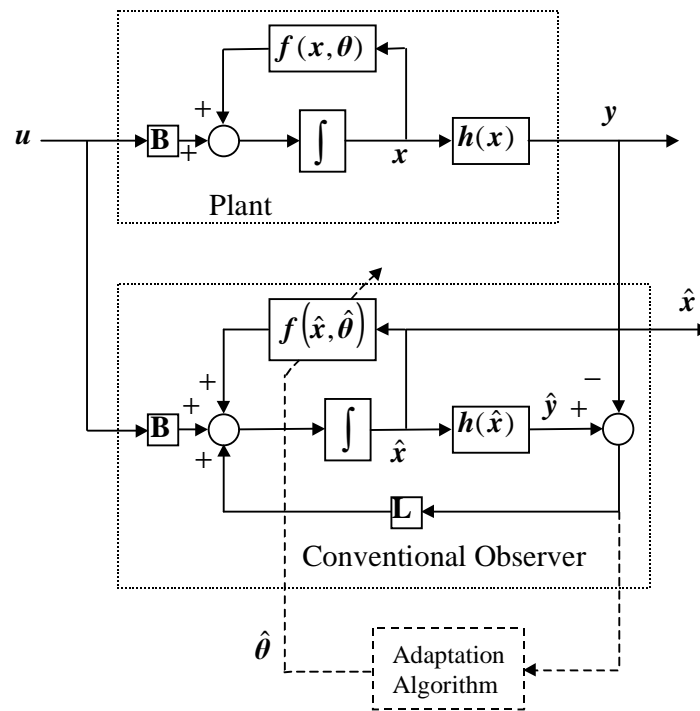 f(x, θ)
+
u
B
+
∫
x
h(x)
y
Plant
f(x̂, θ̂)
x̂
+
−
B
+
∫
x̂
h(x̂)
ŷ
+
+
L
Conventional Observer
θ̂
Adaptation
Algorithm